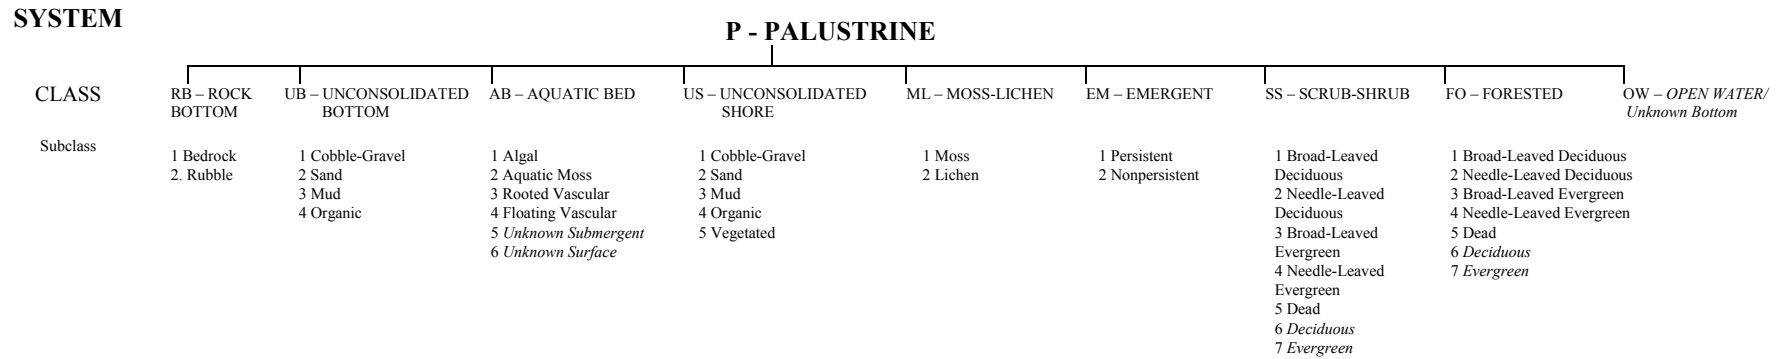 SYSTEM
P - PALUSTRINE
CLASS
RB – ROCK
BOTTOM
UB – UNCONSOLIDATED
BOTTOM
AB – AQUATIC BED
US – UNCONSOLIDATED
SHORE
ML – MOSS-LICHEN
EM – EMERGENT
SS – SCRUB-SHRUB
FO – FORESTED
OW – OPEN WATER/
Unknown Bottom
Subclass
1 Bedrock
2. Rubble
1 Cobble-Gravel
2 Sand
3 Mud
4 Organic
1 Algal
2 Aquatic Moss
3 Rooted Vascular
4 Floating Vascular
5 Unknown Submergent
6 Unknown Surface
1 Cobble-Gravel
2 Sand
3 Mud
4 Organic
5 Vegetated
1 Moss
2 Lichen
1 Persistent
2 Nonpersistent
1 Broad-Leaved
Deciduous
2 Needle-Leaved
Deciduous
3 Broad-Leaved
Evergreen
4 Needle-Leaved
Evergreen
5 Dead
6 Deciduous
7 Evergreen
1 Broad-Leaved Deciduous
2 Needle-Leaved Deciduous
3 Broad-Leaved Evergreen
4 Needle-Leaved Evergreen
5 Dead
6 Deciduous
7 Evergreen